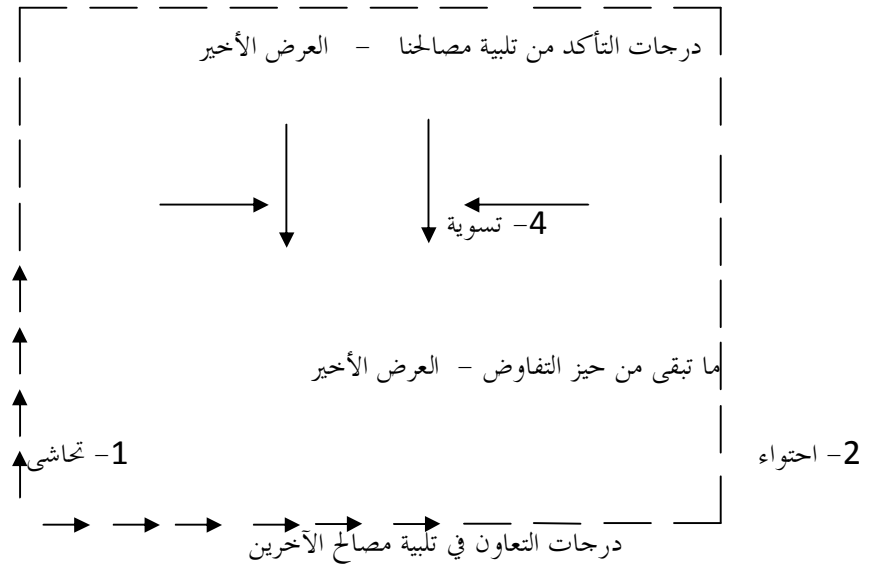 درجات التأكد من تلبية مصالحنا – العرض الأخير
4- تسوية
ما تبقى من حيز التفاوض – العرض الأخير
1- تحاشى
2- احتواء
درجات التعاون في تلبية مصالح الآخرين